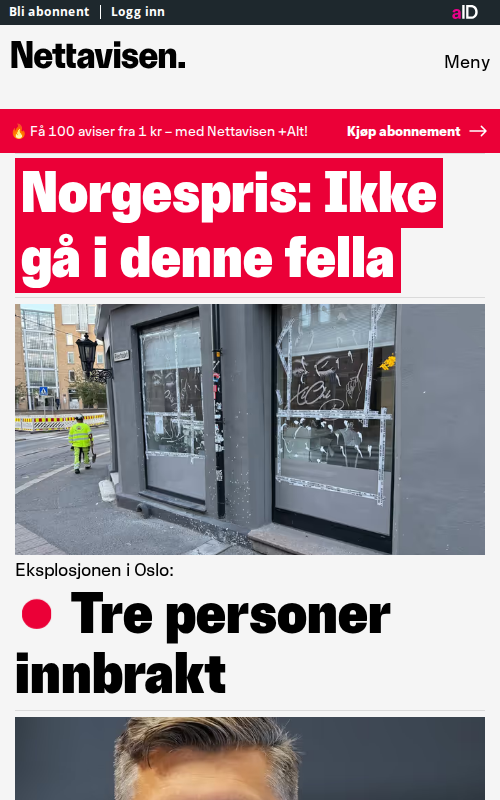 Bli abonnent | Logg inn
aID
Nettavisen.
Meny
🔥 Få 100 aviser fra 1 kr – med Nettavisen +Alt!
Kjøp abonnement →
Norgespris: Ikke
gå i denne fella
Eksplosjonen i Oslo:
Tre personer
innbrakt